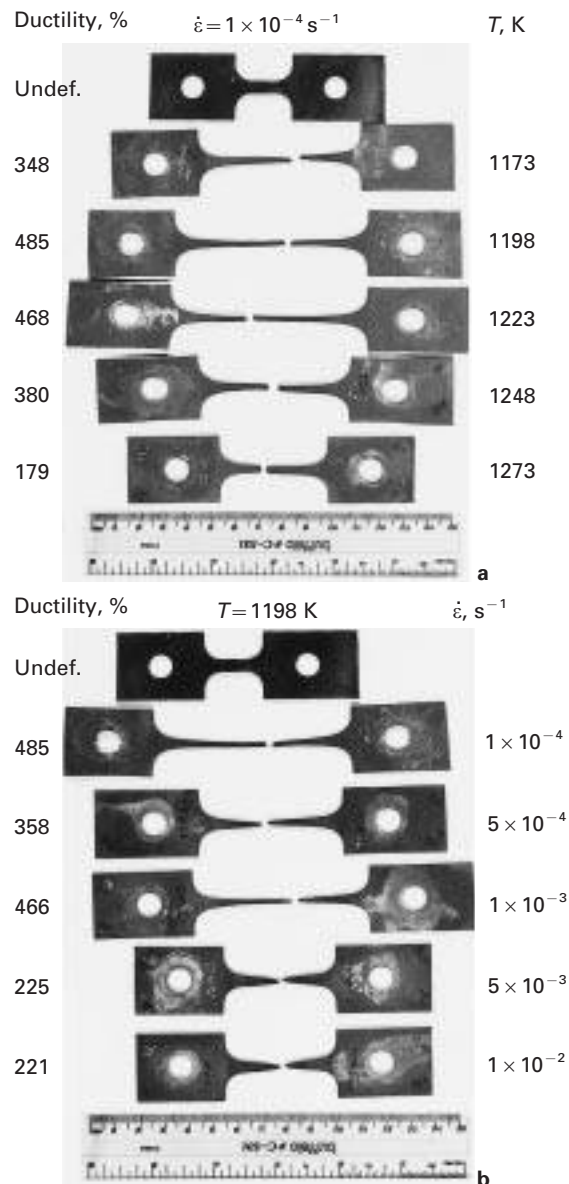 Ductility, % ε̇ = 1 × 10⁻⁴ s⁻¹ T, K
Undef.
348 1173
485 1198
468 1223
380 1248
179 1273
a
Ductility, % T = 1198 K ε̇, s⁻¹
Undef.
485 1 × 10⁻⁴
358 5 × 10⁻⁴
466 1 × 10⁻³
225 5 × 10⁻³
221 1 × 10⁻²
b